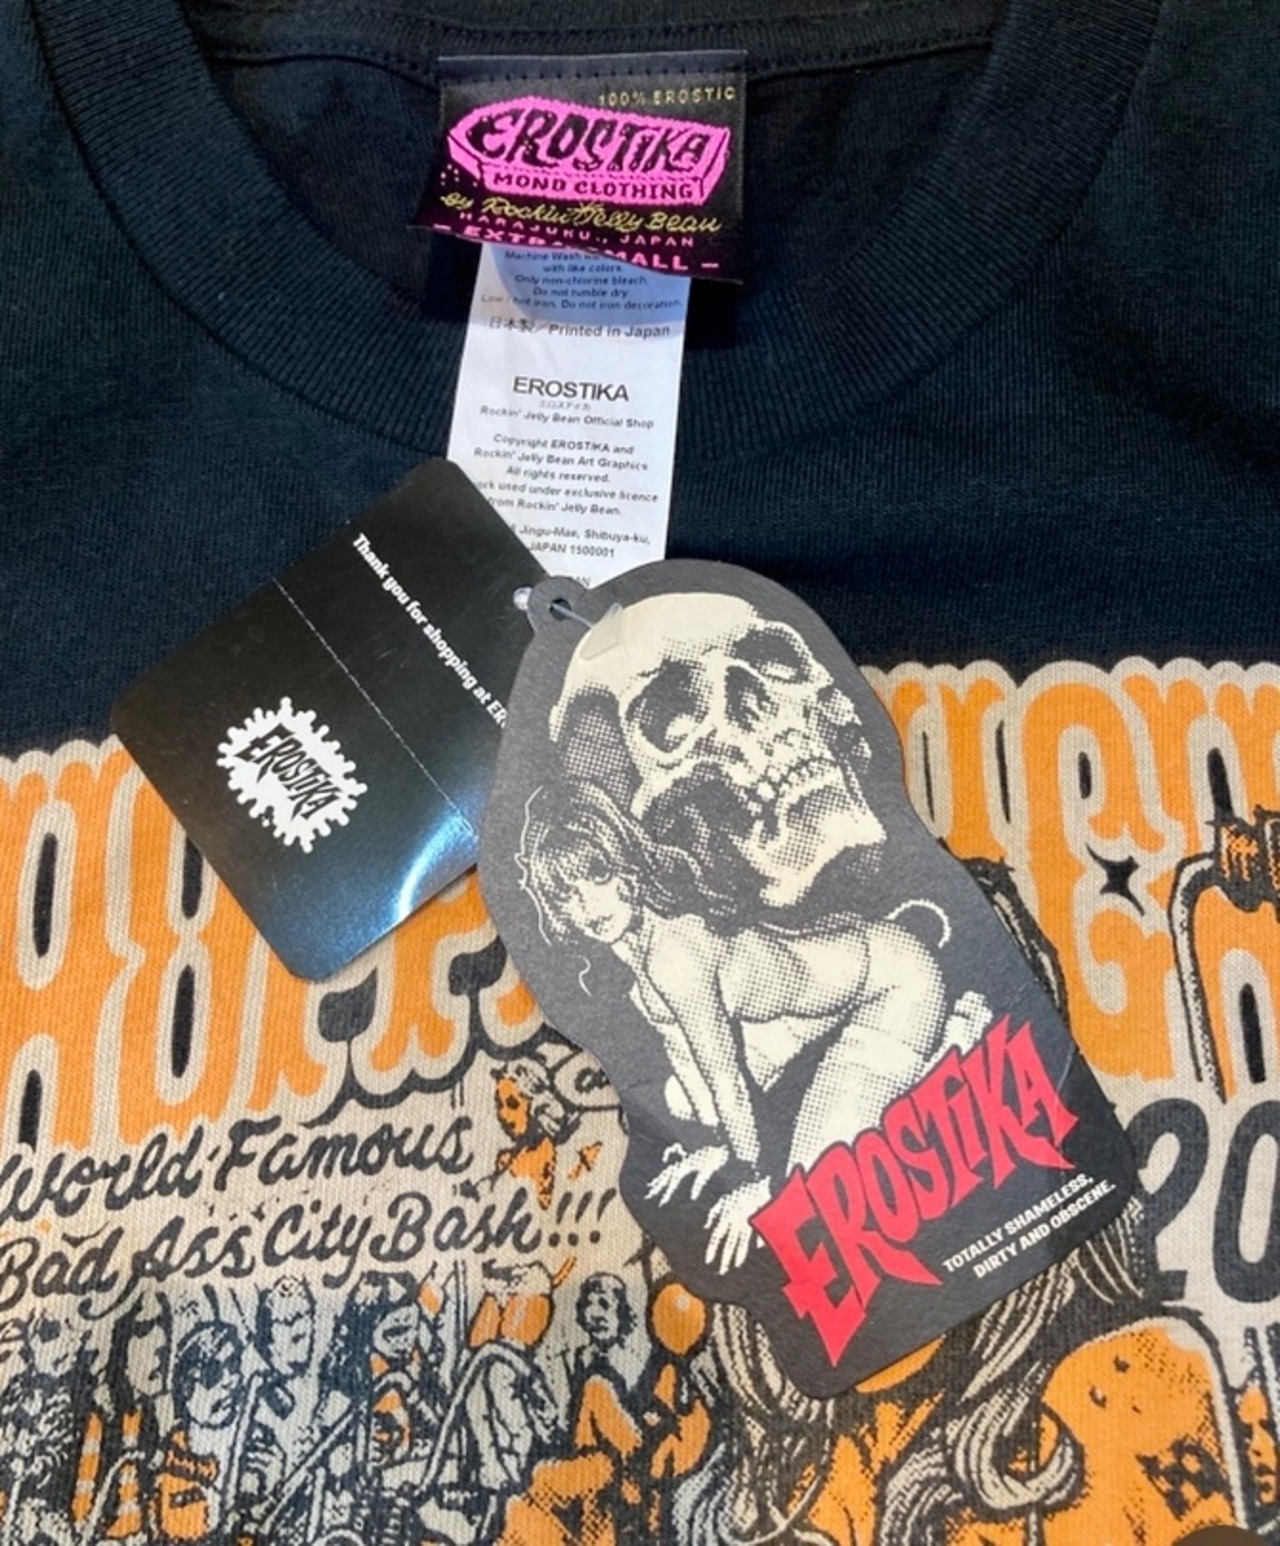 100% EROSTIC
EROSTIKA
MOND CLOTHING
by Rockin'Jelly Bean
HARAJUKU., JAPAN
- EXTRA SMALL -
Machine Wash
with like colors.
Only non-chlorine bleach.
Do not tumble dry.
Low / iron. Do not iron decoration.
日本製/Printed in Japan
EROSTIKA
エロスティカ
Rockin' Jelly Bean Official Shop
Copyright EROSTIKA and
Rockin' Jelly Bean Art Graphics
All rights reserved.
used under exclusive licence
from Rockin' Jelly Bean.
Jingu-Mae, Shibuya-ku,
JAPAN 1500001
Thank you for shopping at
EROSTIKA
EROSTIKA
TOTALLY SHAMELESS,
DIRTY AND OBSCENE.
World Famous
Bad Ass City Bash!!!
20